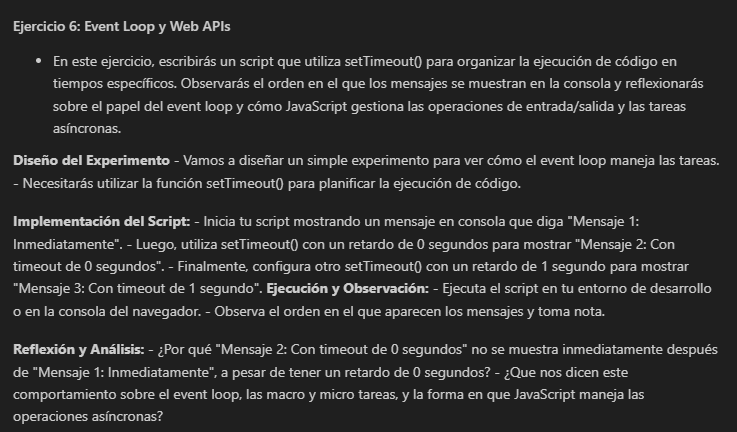 Ejercicio 6: Event Loop y Web APIs
• En este ejercicio, escribirás un script que utiliza setTimeout() para organizar la ejecución de código en
tiempos específicos. Observarás el orden en el que los mensajes se muestran en la consola y reflexionarás
sobre el papel del event loop y cómo JavaScript gestiona las operaciones de entrada/salida y las tareas
asíncronas.
Diseño del Experimento - Vamos a diseñar un simple experimento para ver cómo el event loop maneja las tareas.
- Necesitarás utilizar la función setTimeout() para planificar la ejecución de código.
Implementación del Script: - Inicia tu script mostrando un mensaje en consola que diga "Mensaje 1:
Inmediatamente". - Luego, utiliza setTimeout() con un retardo de 0 segundos para mostrar "Mensaje 2: Con
timeout de 0 segundos". - Finalmente, configura otro setTimeout() con un retardo de 1 segundo para mostrar
"Mensaje 3: Con timeout de 1 segundo". Ejecución y Observación: - Ejecuta el script en tu entorno de desarrollo
o en la consola del navegador. - Observa el orden en el que aparecen los mensajes y toma nota.
Reflexión y Análisis: - ¿Por qué "Mensaje 2: Con timeout de 0 segundos" no se muestra inmediatamente después
de "Mensaje 1: Inmediatamente", a pesar de tener un retardo de 0 segundos? - ¿Que nos dicen este
comportamiento sobre el event loop, las macro y micro tareas, y la forma en que JavaScript maneja las
operaciones asíncronas?